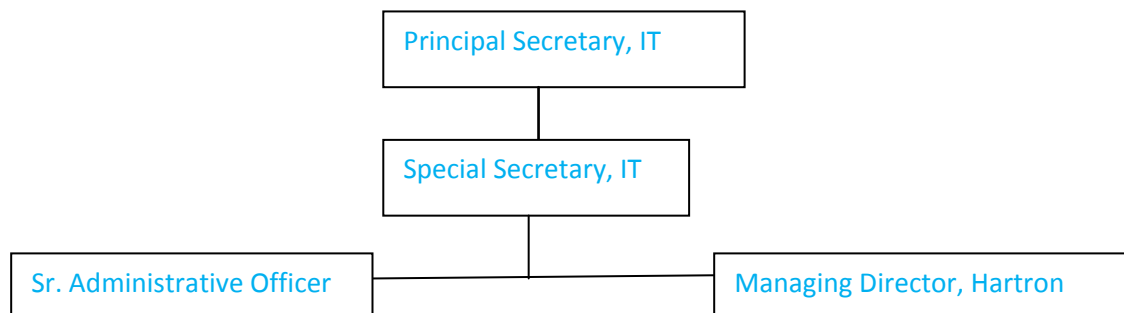 Principal Secretary, IT
Special Secretary, IT
Sr. Administrative Officer
Managing Director, Hartron